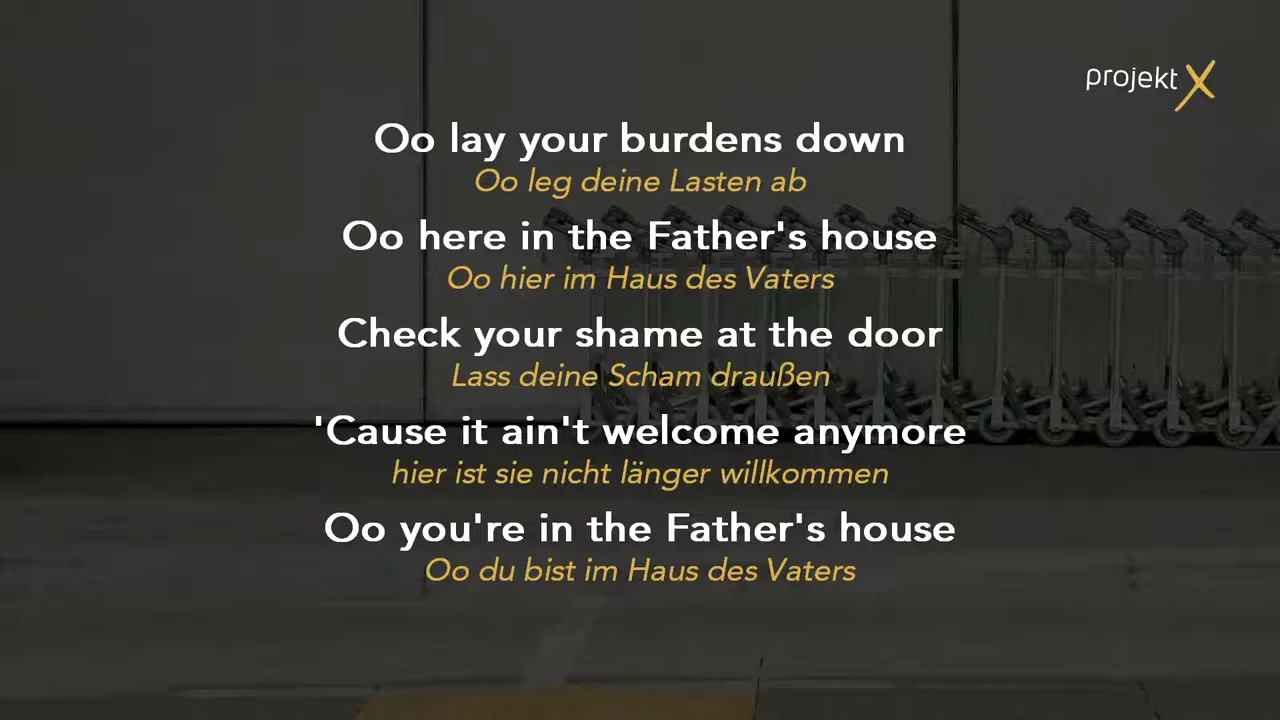 projekt X
Oo lay your burdens down
Oo leg deine Lasten ab
Oo here in the Father's house
Oo hier im Haus des Vaters
Check your shame at the door
Lass deine Scham draußen
'Cause it ain't welcome anymore
hier ist sie nicht länger willkommen
Oo you're in the Father's house
Oo du bist im Haus des Vaters